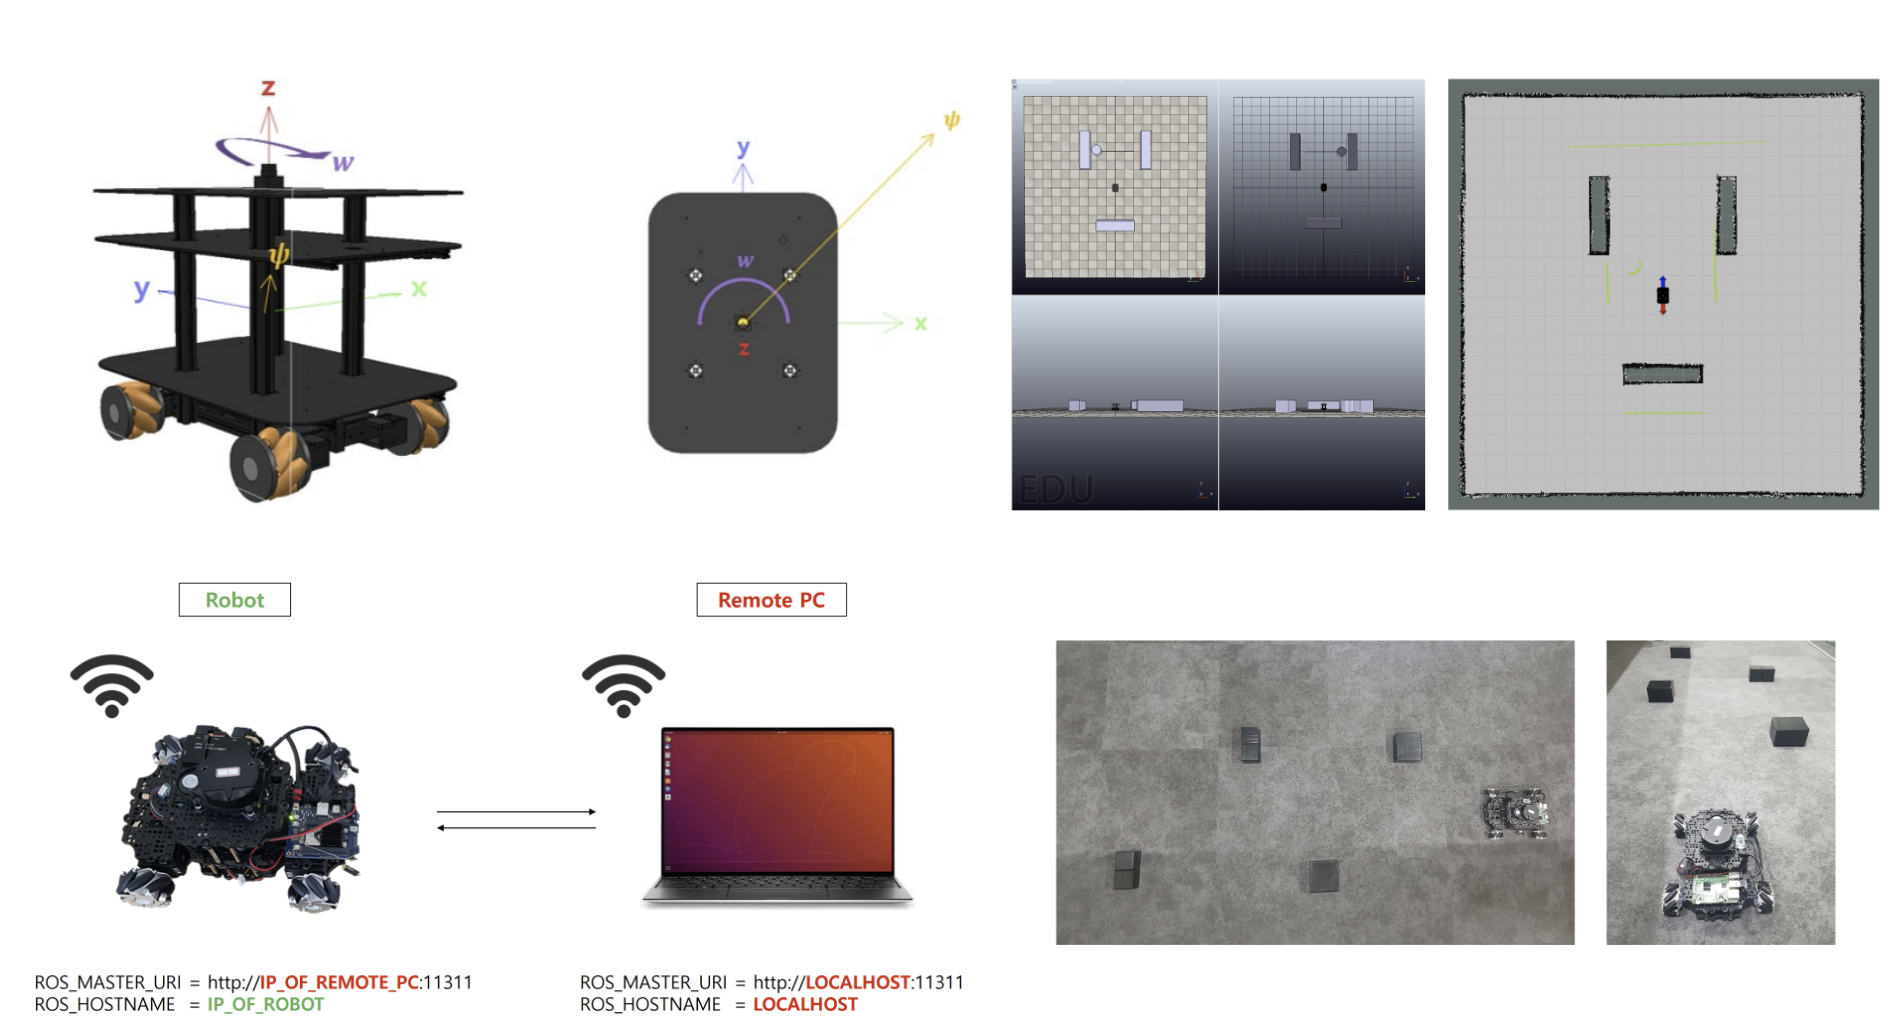 z
w
ψ
y
x
y
ψ
w
x
z
EDU
Robot
Remote PC
ROS_MASTER_URI = http://IP_OF_REMOTE_PC:11311
ROS_HOSTNAME = IP_OF_ROBOT
ROS_MASTER_URI = http://LOCALHOST:11311
ROS_HOSTNAME = LOCALHOST